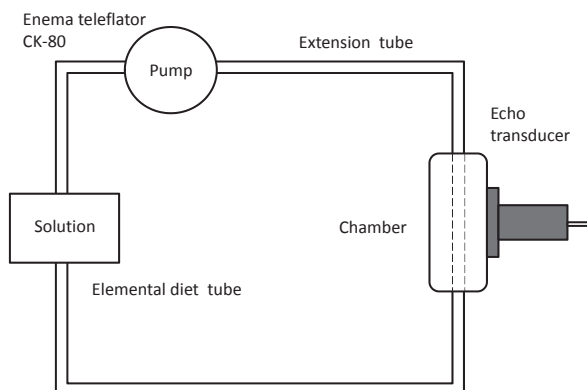 Enema teleflator
CK-80
Pump
Extension tube
Echo
transducer
Solution
Chamber
Elemental diet tube